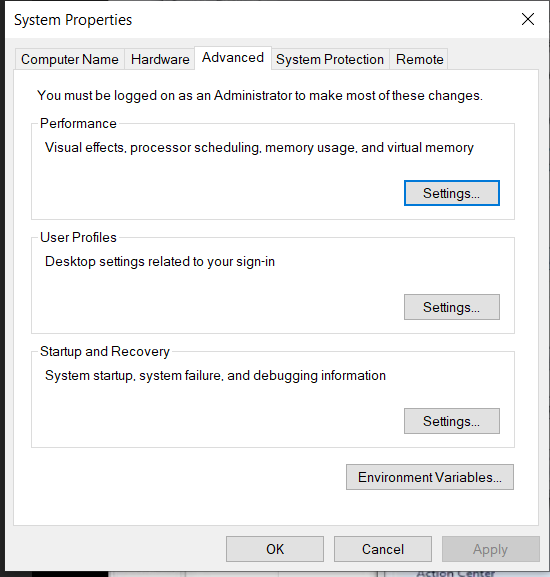 System Properties
Computer Name Hardware Advanced System Protection Remote
You must be logged on as an Administrator to make most of these changes.
Performance
Visual effects, processor scheduling, memory usage, and virtual memory
Settings...
User Profiles
Desktop settings related to your sign-in
Settings...
Startup and Recovery
System startup, system failure, and debugging information
Settings...
Environment Variables...
OK Cancel Apply
Action Center